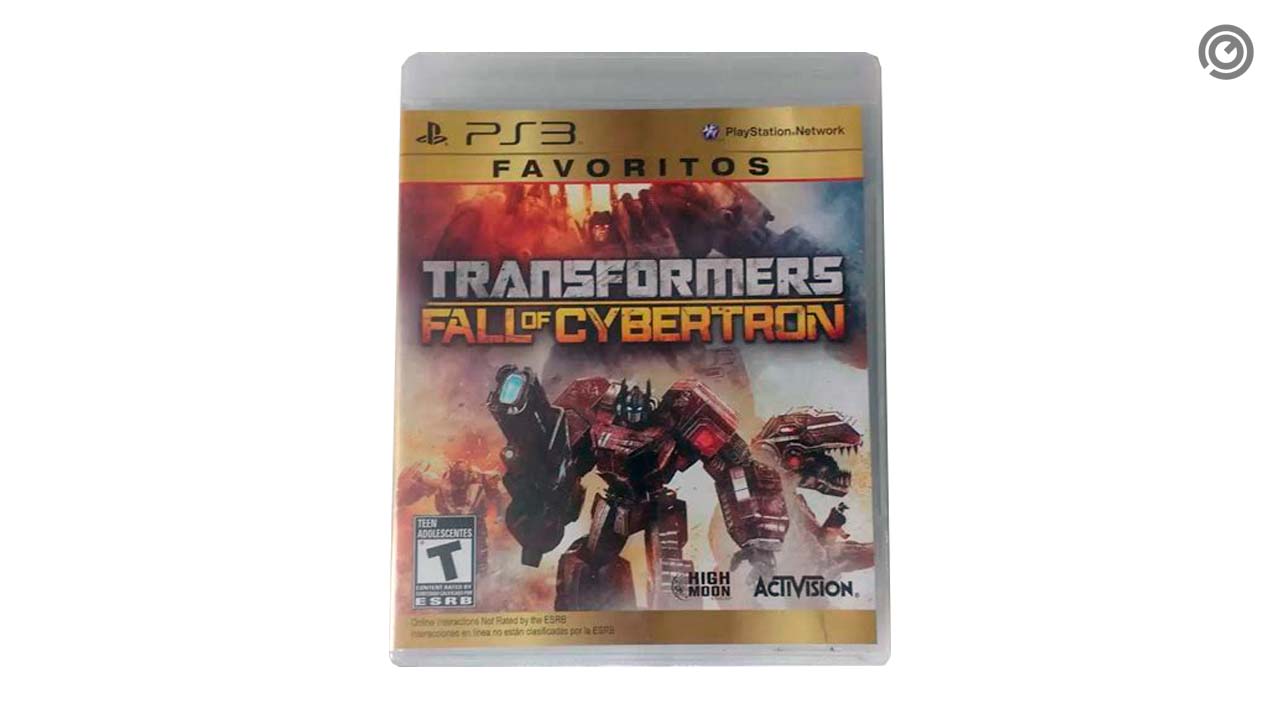 PS3
PlayStation®Network
FAVORITOS
TRANSFORMERS
FALL OF CYBERTRON
TEEN
ADOLESCENTES
T
CONTENT RATED BY
ESRB
HIGH
MOON
ACTIVISION®
Online Interactions Not Rated by the ESRB
Interacciones en línea no están clasificadas por la ESRB